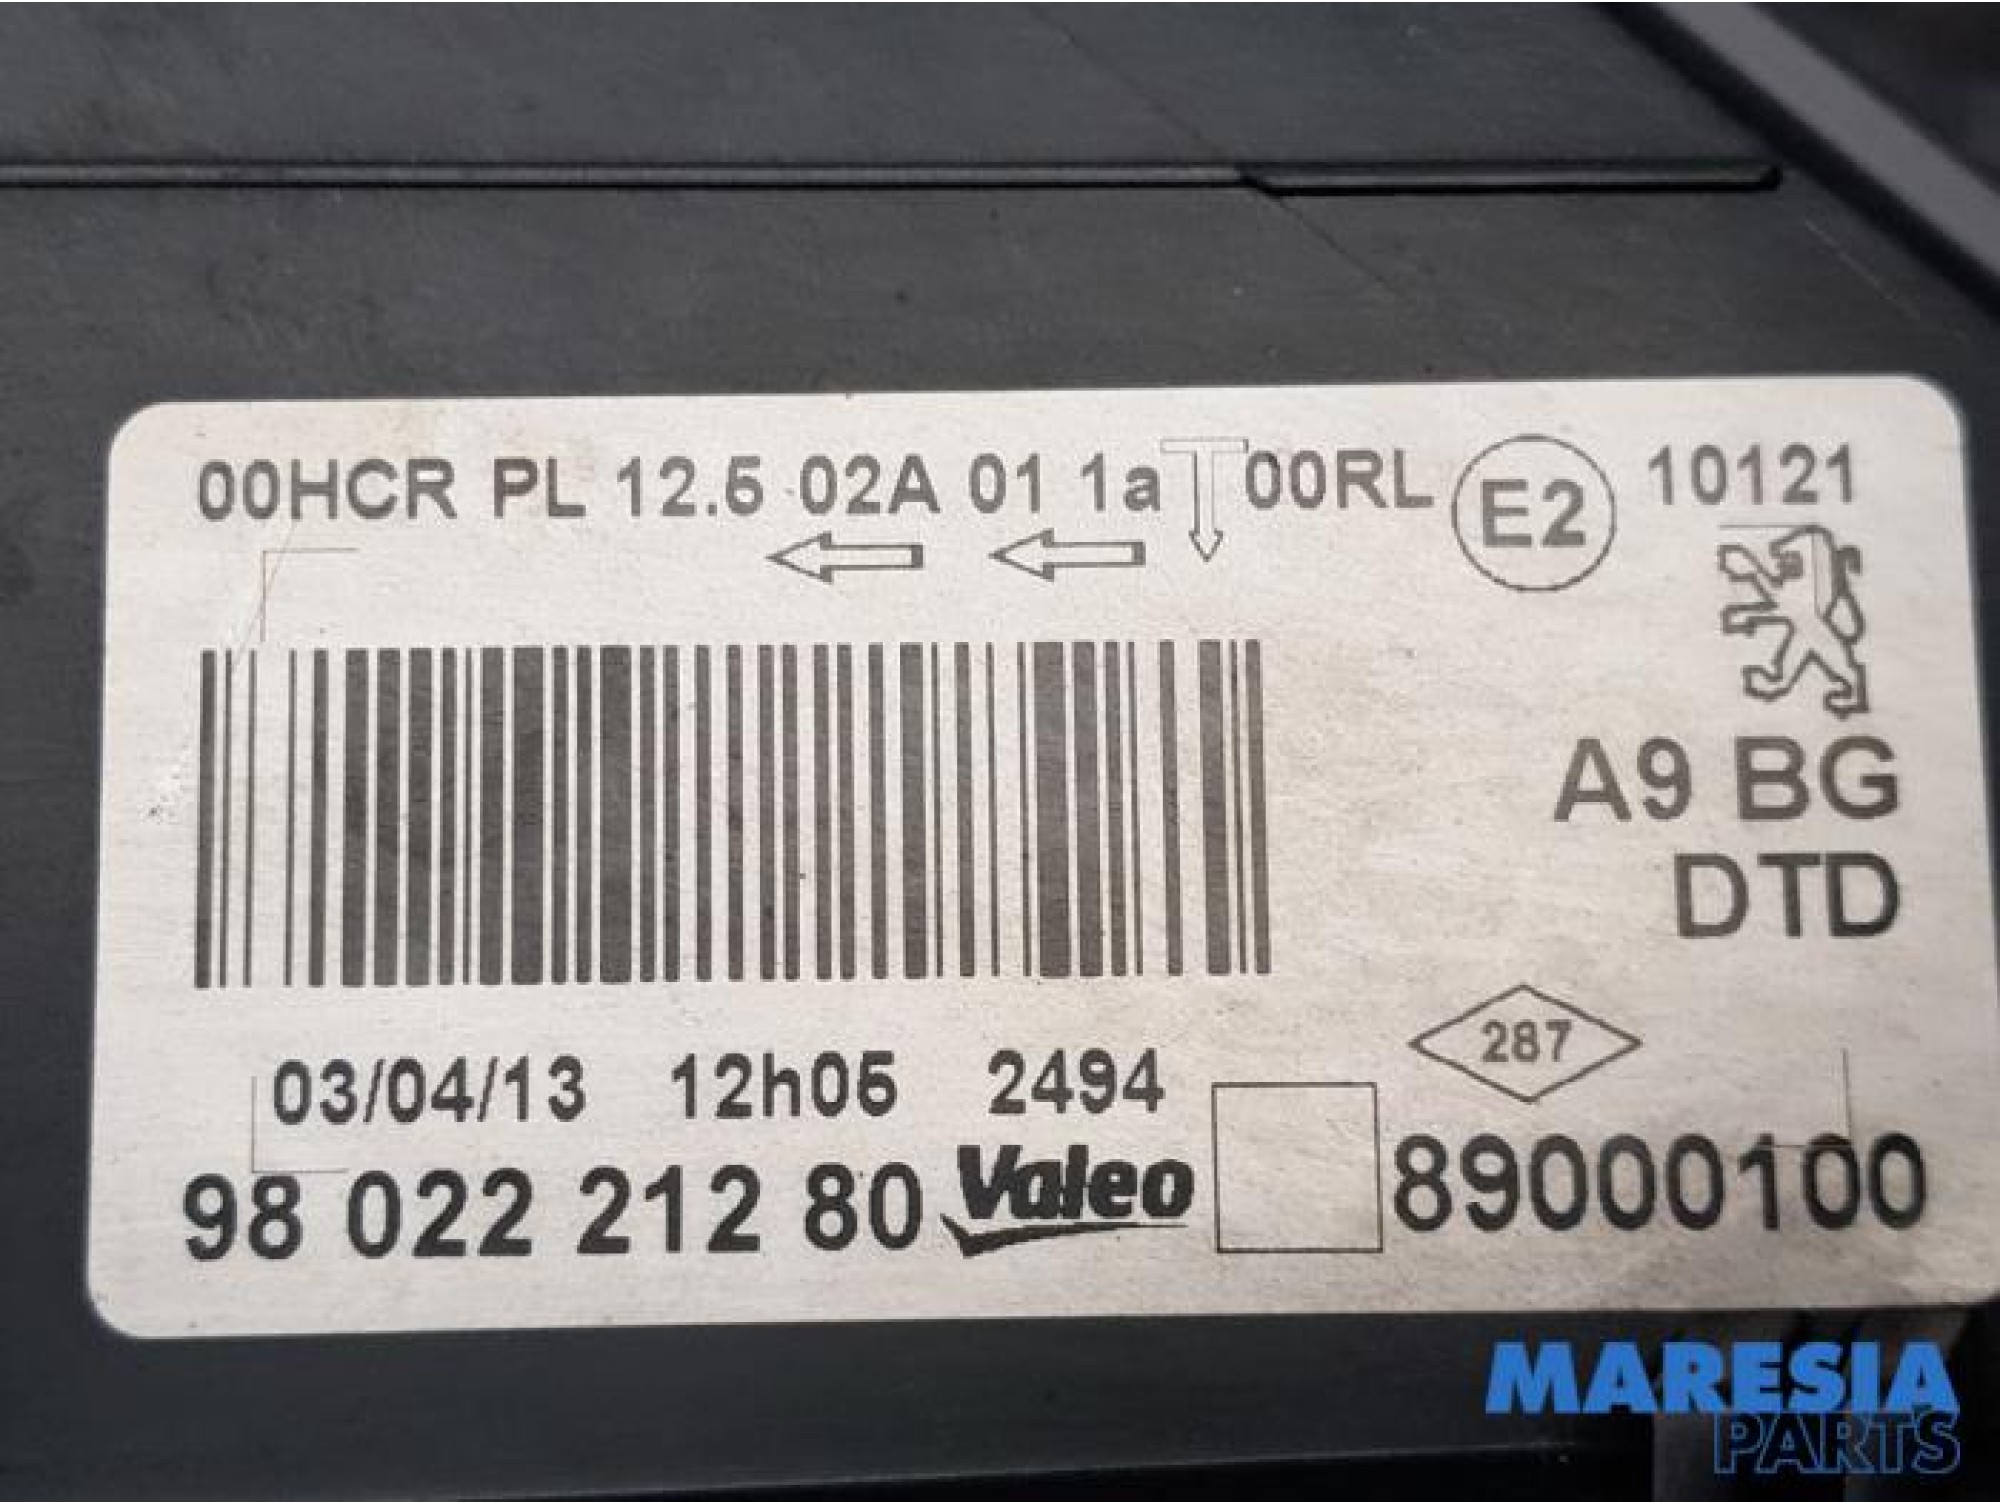 00HCR PL 12.5 02A 01 1a 00RL E2 10121
A9 BG
DTD
287
03/04/13 12h05 2494
98 022 212 80 Valeo 89000100
MARESIA
PARTS